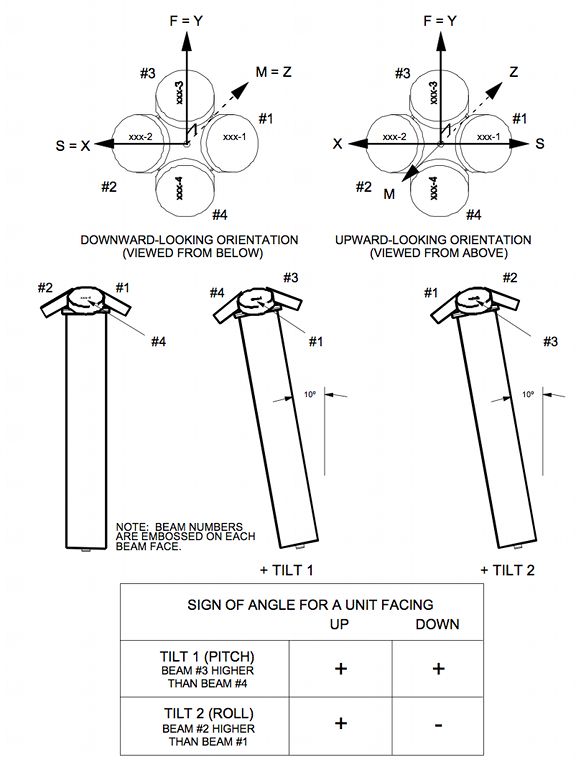 F = Y
#3
M = Z
xxx-3
#1
xxx-2
xxx-1
S = X
#2
xxx-4
#4
DOWNWARD-LOOKING ORIENTATION
(VIEWED FROM BELOW)
F = Y
#3
Z
xxx-3
#1
xxx-2
xxx-1
X
S
#2
M
xxx-4
#4
UPWARD-LOOKING ORIENTATION
(VIEWED FROM ABOVE)
#2
#1
#4
#4
#3
#1
10º
#1
#2
#3
10º
NOTE: BEAM NUMBERS
ARE EMBOSSED ON EACH
BEAM FACE.
+ TILT 1
+ TILT 2
SIGN OF ANGLE FOR A UNIT FACING
UP DOWN
TILT 1 (PITCH)
BEAM #3 HIGHER
THAN BEAM #4
+ +
TILT 2 (ROLL)
BEAM #2 HIGHER
THAN BEAM #1
+ -